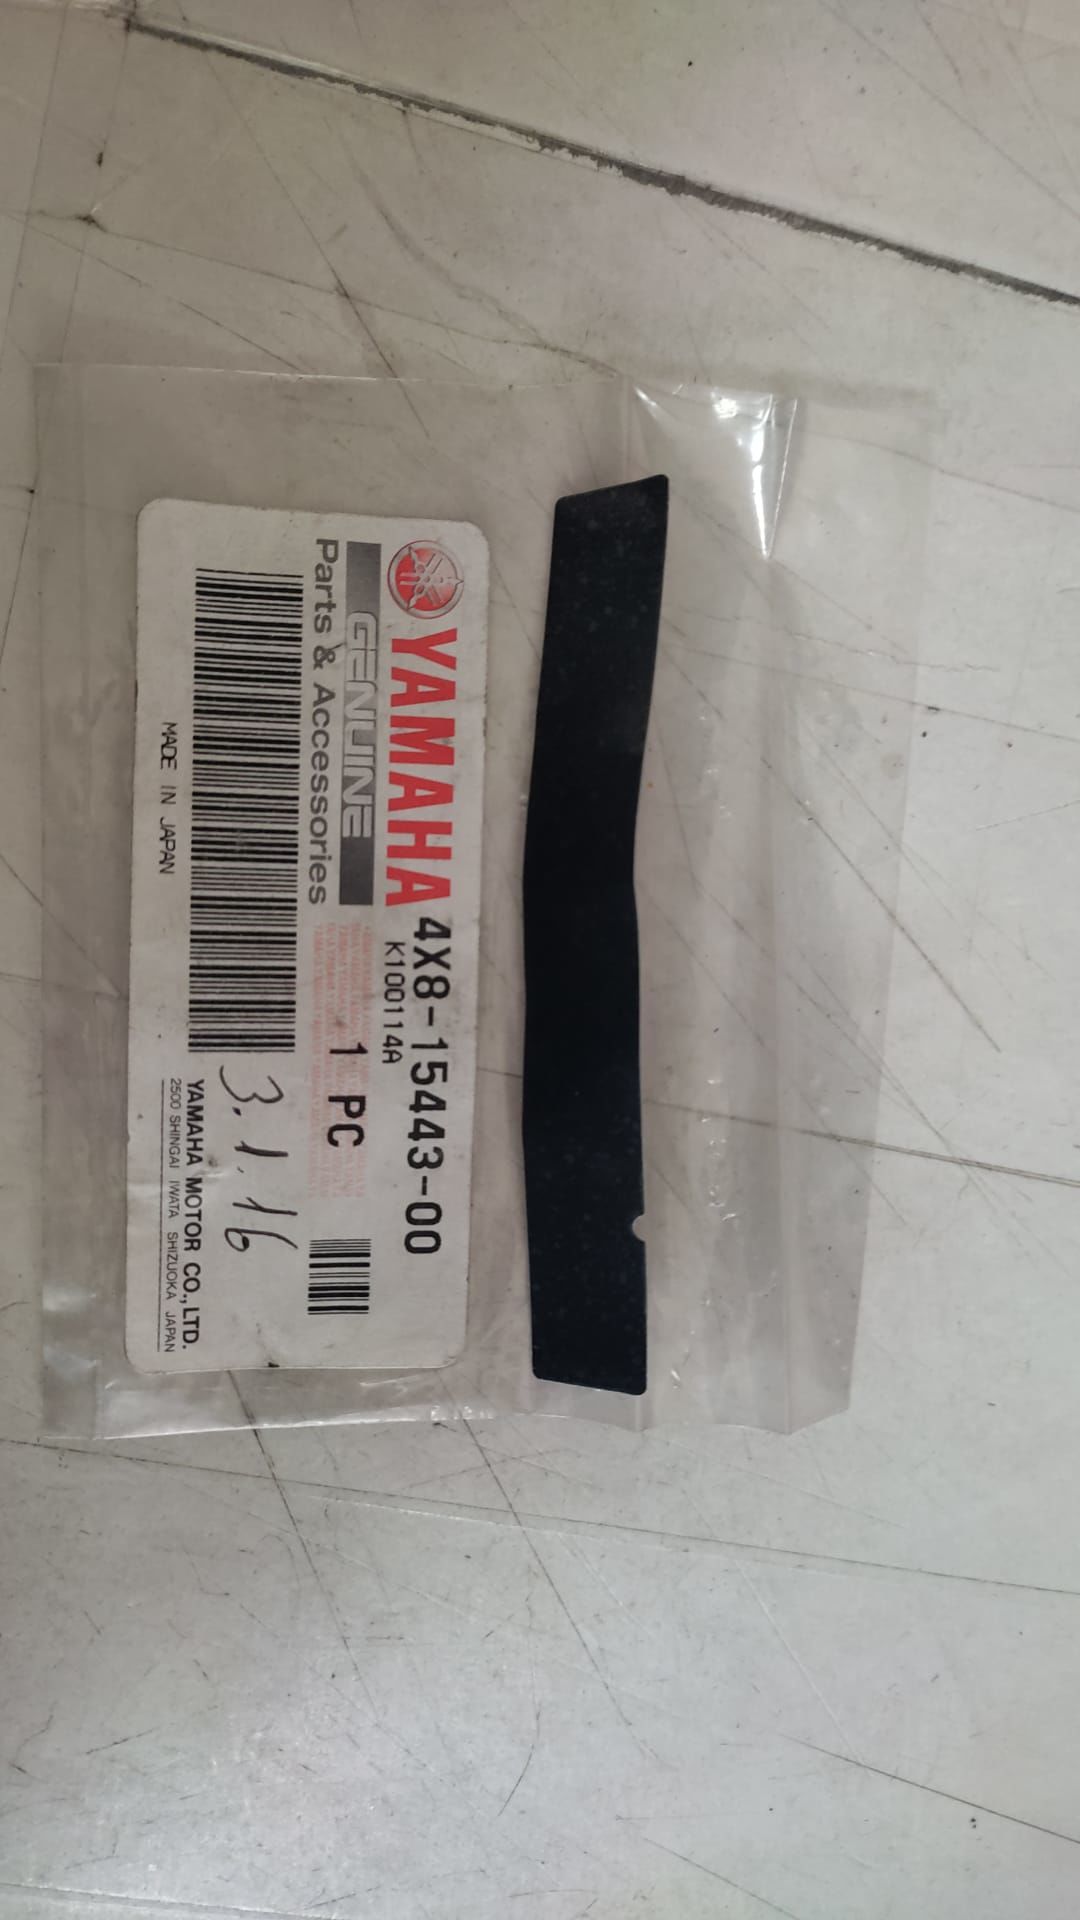 YAMAHA 4X8-15443-00
K100114A
GENUINE
Parts & Accessories
1 PC
3.1.16
MADE IN JAPAN
YAMAHA MOTOR CO.,LTD.
2500 SHINGAI IWATA SHIZUOKA JAPAN